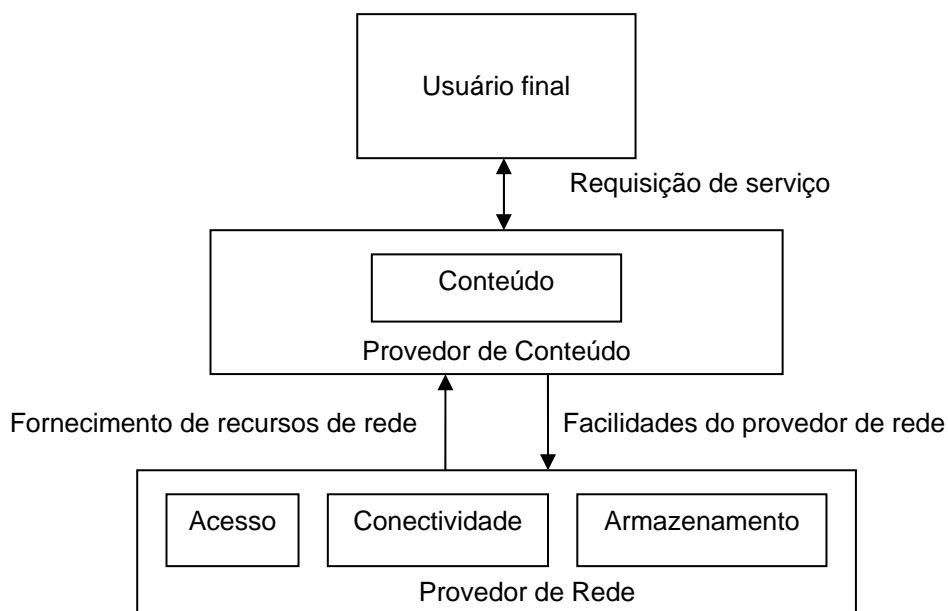 Usuário final
Requisição de serviço
Conteúdo
Provedor de Conteúdo
Fornecimento de recursos de rede
Facilidades do provedor de rede
Acesso
Conectividade
Armazenamento
Provedor de Rede